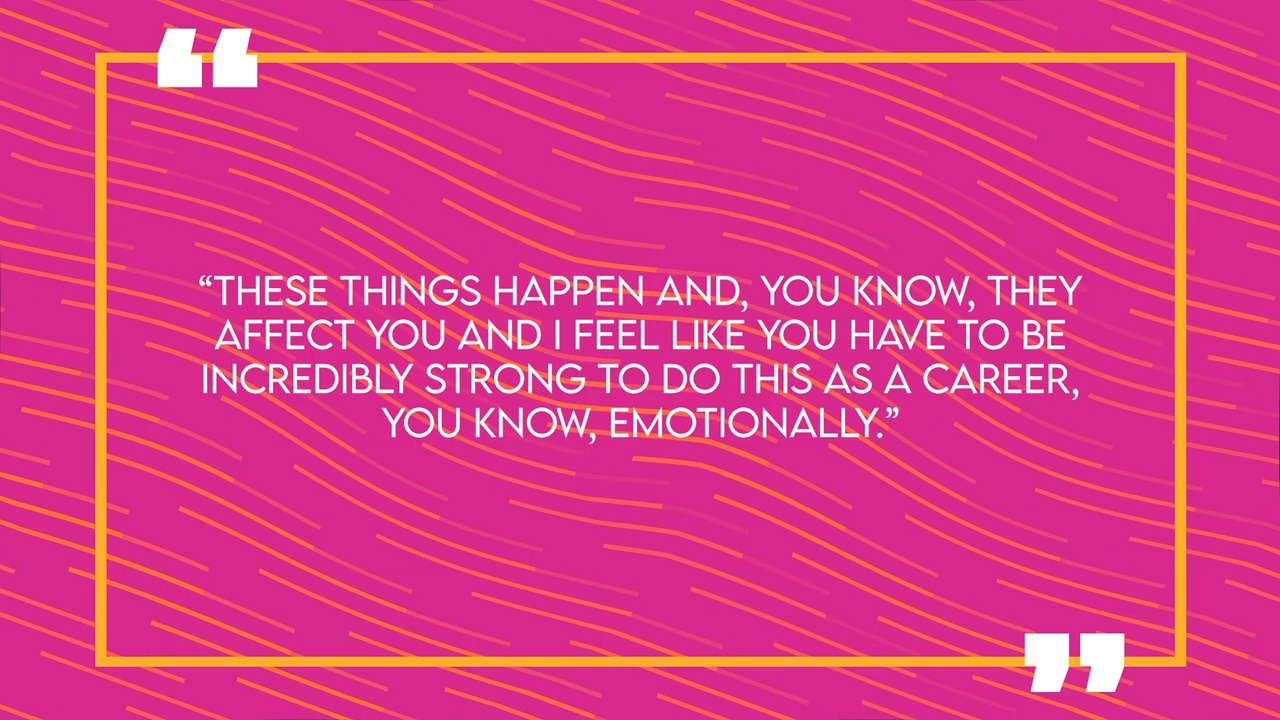 “THESE THINGS HAPPEN AND, YOU KNOW, THEY
AFFECT YOU AND I FEEL LIKE YOU HAVE TO BE
INCREDIBLY STRONG TO DO THIS AS A CAREER,
YOU KNOW, EMOTIONALLY.”